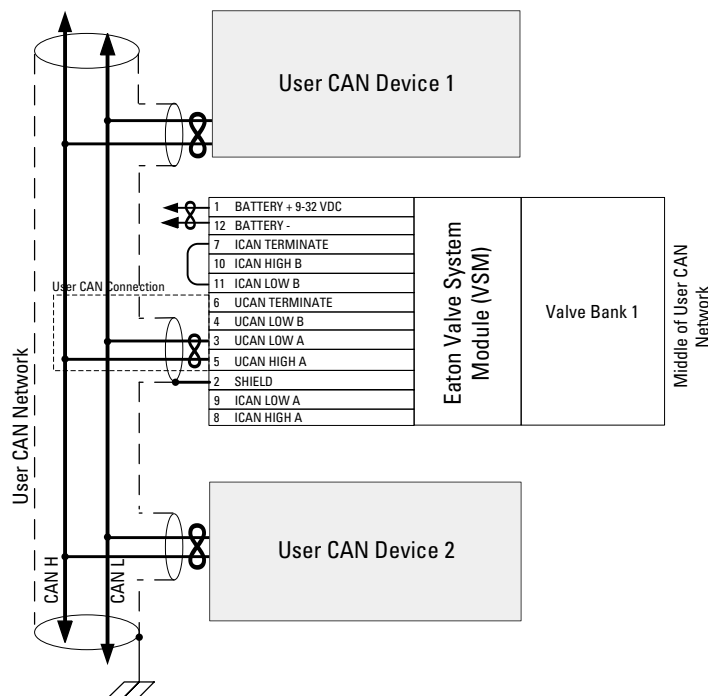 User CAN Device 1
1 BATTERY + 9-32 VDC
12 BATTERY -
7 ICAN TERMINATE
10 ICAN HIGH B
11 ICAN LOW B
6 UCAN TERMINATE
4 UCAN LOW B
3 UCAN LOW A
5 UCAN HIGH A
2 SHIELD
9 ICAN LOW A
8 ICAN HIGH A
User CAN Connection
Eaton Valve System
Module (VSM)
Valve Bank 1
Middle of User CAN
Network
User CAN Network
CAN H
CAN L
User CAN Device 2